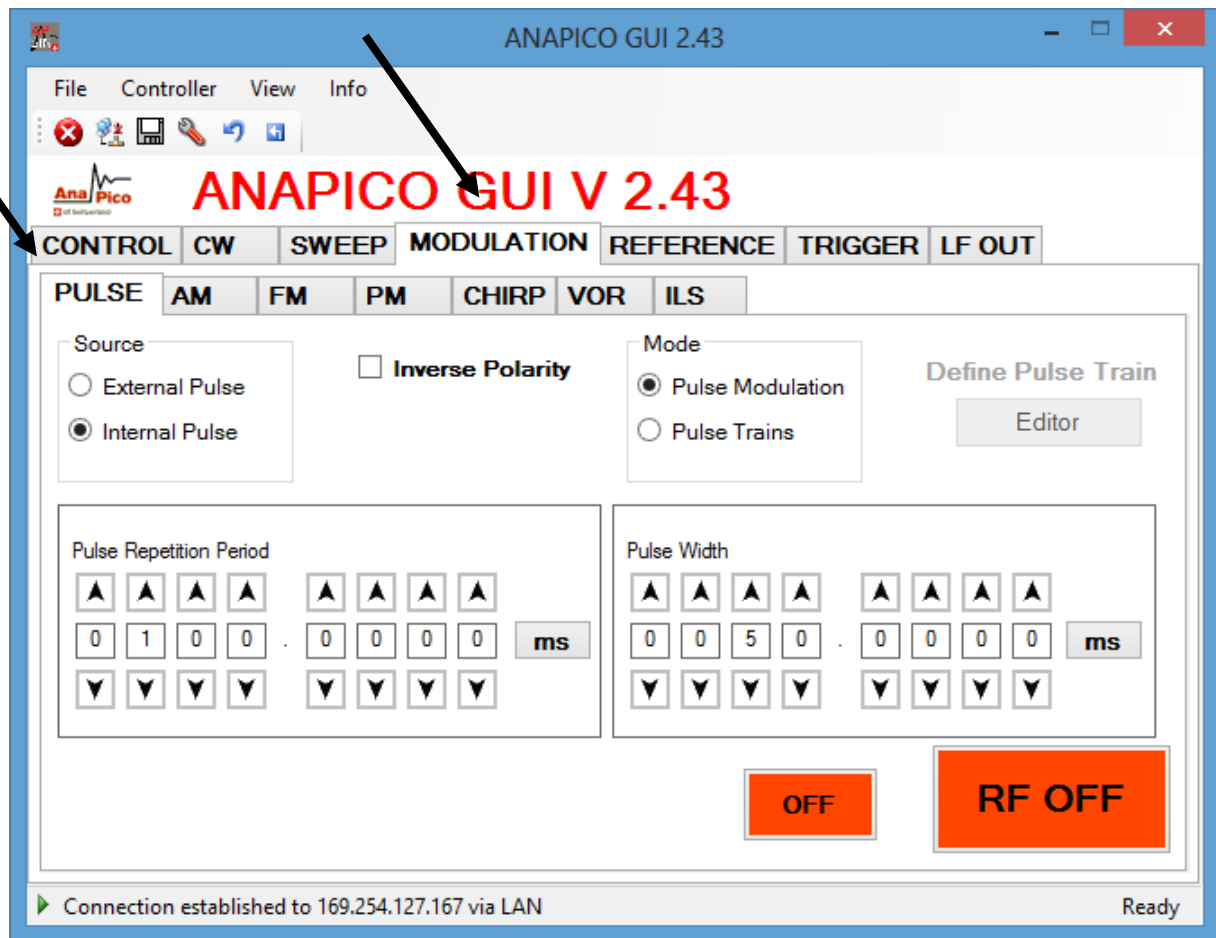 ANAPICO GUI 2.43
File Controller View Info
Ana Pico
ANAPICO GUI V 2.43
CONTROL CW SWEEP MODULATION REFERENCE TRIGGER LF OUT
PULSE AM FM PM CHIRP VOR ILS
Source
External Pulse
Internal Pulse
Inverse Polarity
Mode
Pulse Modulation
Pulse Trains
Define Pulse Train
Editor
Pulse Repetition Period
0 1 0 0 . 0 0 0 0 ms
Pulse Width
0 0 5 0 . 0 0 0 0 ms
OFF
RF OFF
Connection established to 169.254.127.167 via LAN
Ready